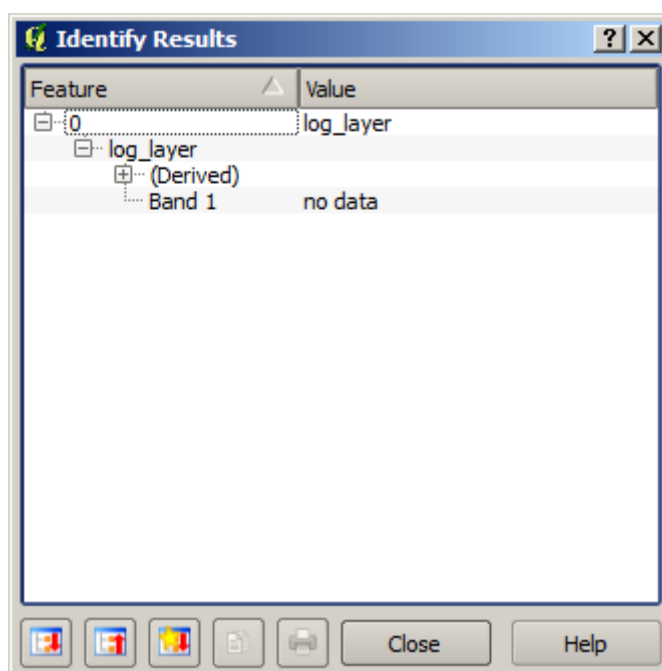 Identify Results
Feature Value
0 log_layer
log_layer
(Derived)
Band 1 no data
Close Help